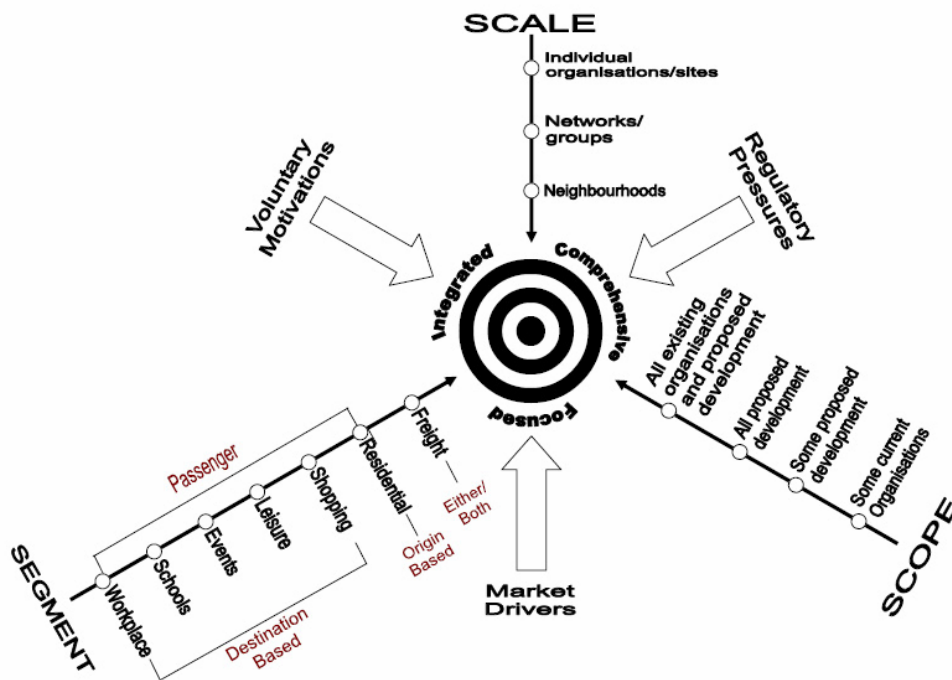 SCALE
Individual
organisations/sites
Networks/
groups
Neighbourhoods
Voluntary
Motivations
Regulatory
Pressures
Integrated
Comprehensive
Focused
All existing
organisations
and proposed
development
All proposed
development
Some proposed
development
Some current
Organisations
SCOPE
Market
Drivers
SEGMENT
Passenger
Workplace
Schools
Events
Leisure
Shopping
Residential
Freight
Destination
Based
Origin
Based
Either/
Both